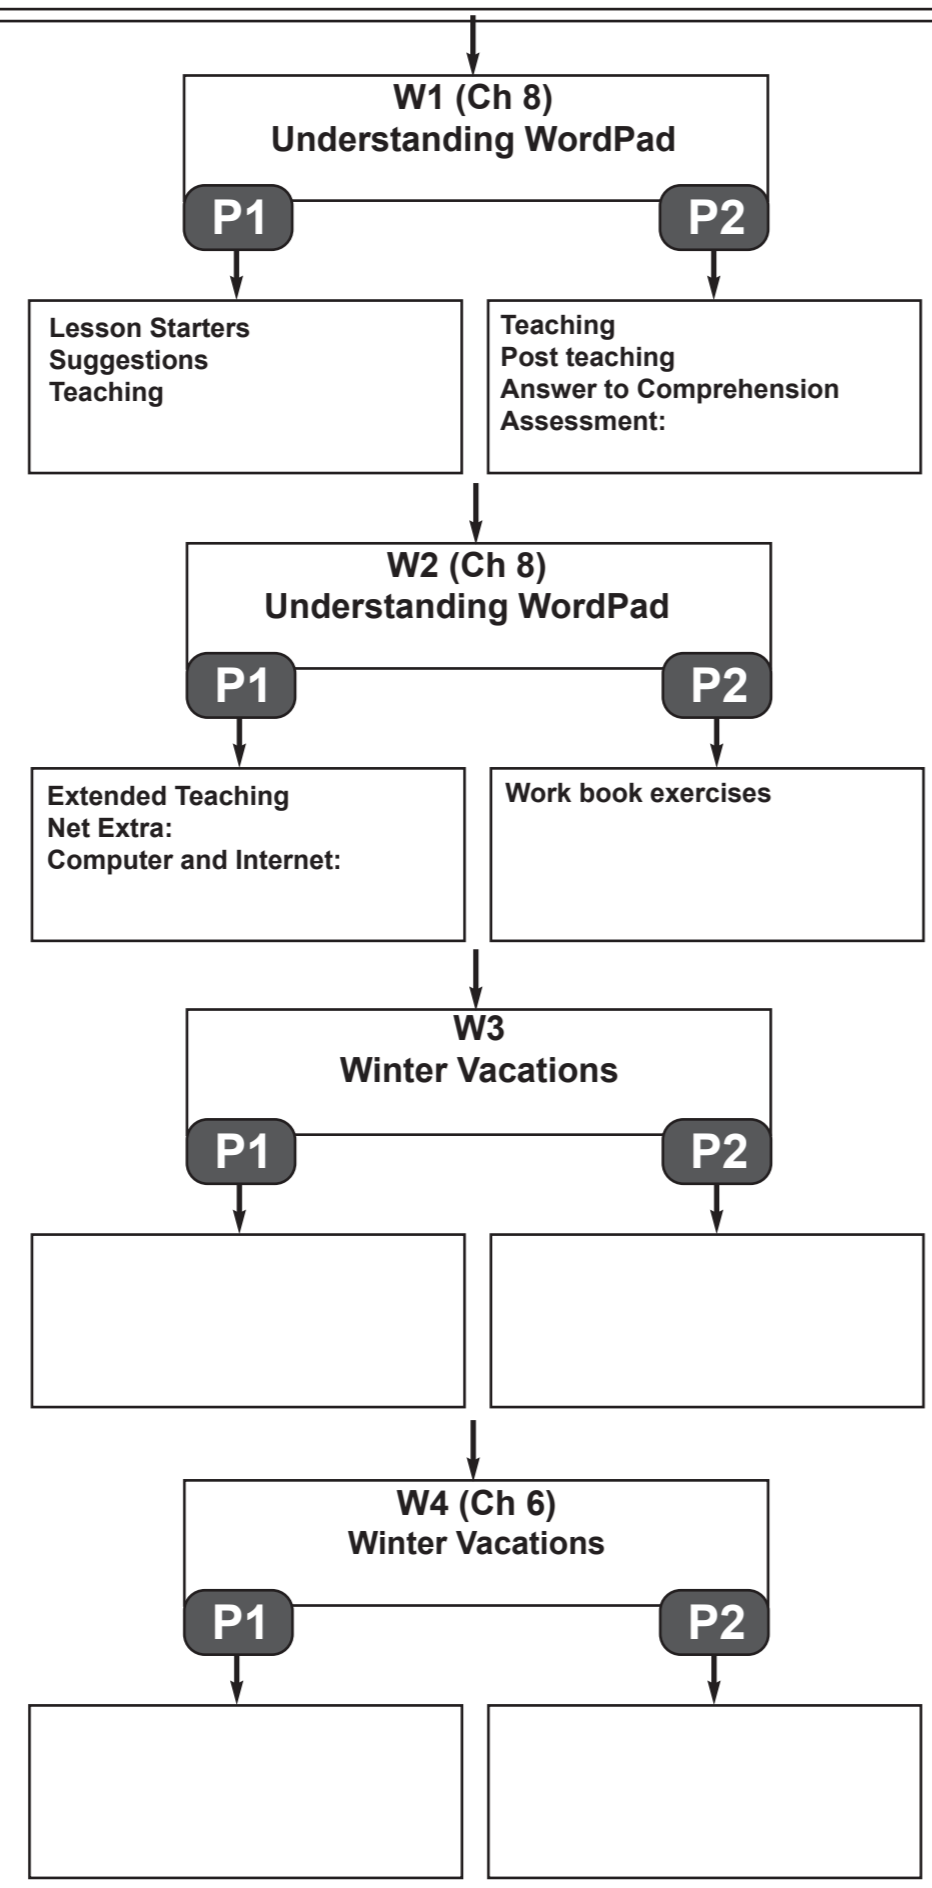 W1 (Ch 8)
Understanding WordPad
P1
P2
Lesson Starters
Suggestions
Teaching
Teaching
Post teaching
Answer to Comprehension
Assessment:
W2 (Ch 8)
Understanding WordPad
P1
P2
Extended Teaching
Net Extra:
Computer and Internet:
Work book exercises
W3
Winter Vacations
P1
P2
W4 (Ch 6)
Winter Vacations
P1
P2